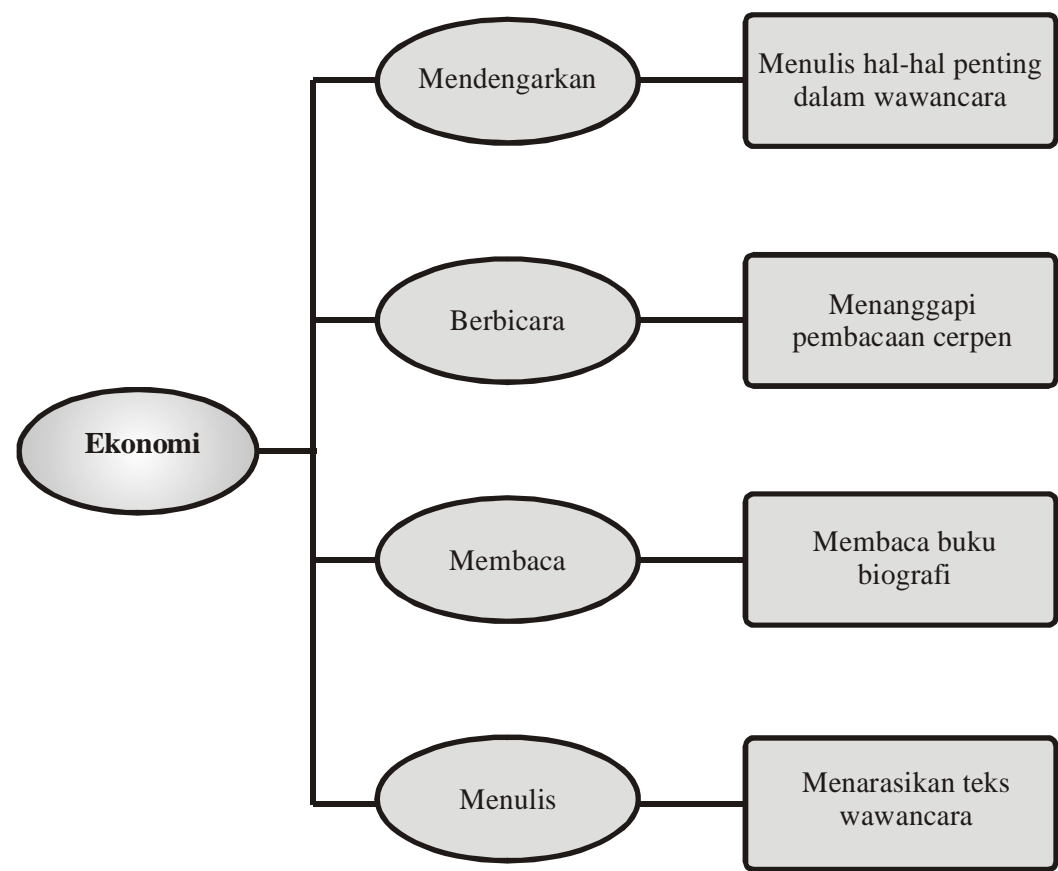 Mendengarkan
Menulis hal-hal penting
dalam wawancara
Berbicara
Menanggapi
pembacaan cerpen
Ekonomi
Membaca
Membaca buku
biografi
Menulis
Menarasikan teks
wawancara